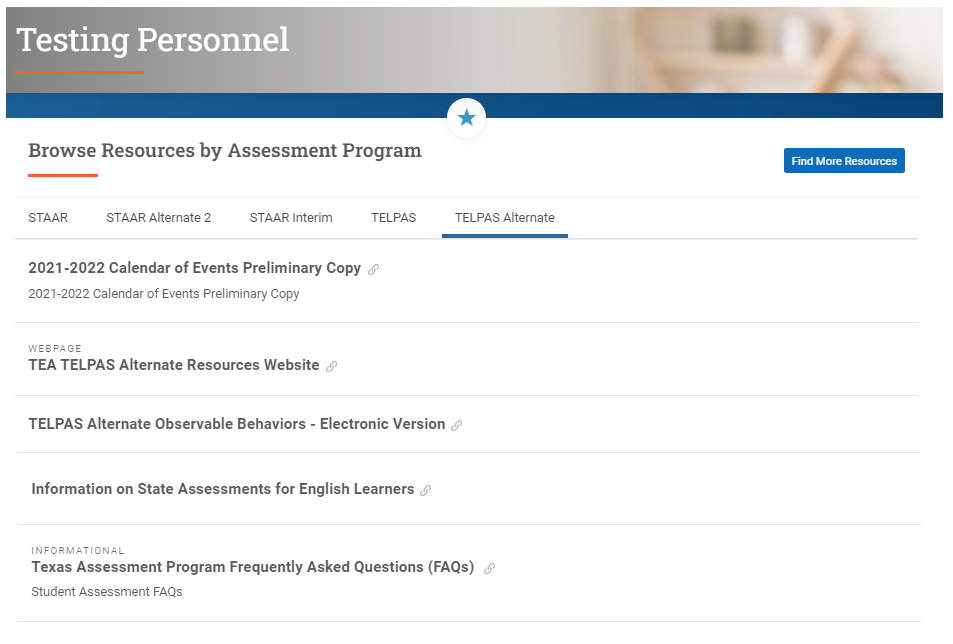 Testing Personnel
Browse Resources by Assessment Program
Find More Resources
STAAR STAAR Alternate 2 STAAR Interim TELPAS TELPAS Alternate
2021-2022 Calendar of Events Preliminary Copy
2021-2022 Calendar of Events Preliminary Copy
WEBPAGE
TEA TELPAS Alternate Resources Website
TELPAS Alternate Observable Behaviors - Electronic Version
Information on State Assessments for English Learners
INFORMATIONAL
Texas Assessment Program Frequently Asked Questions (FAQs)
Student Assessment FAQs